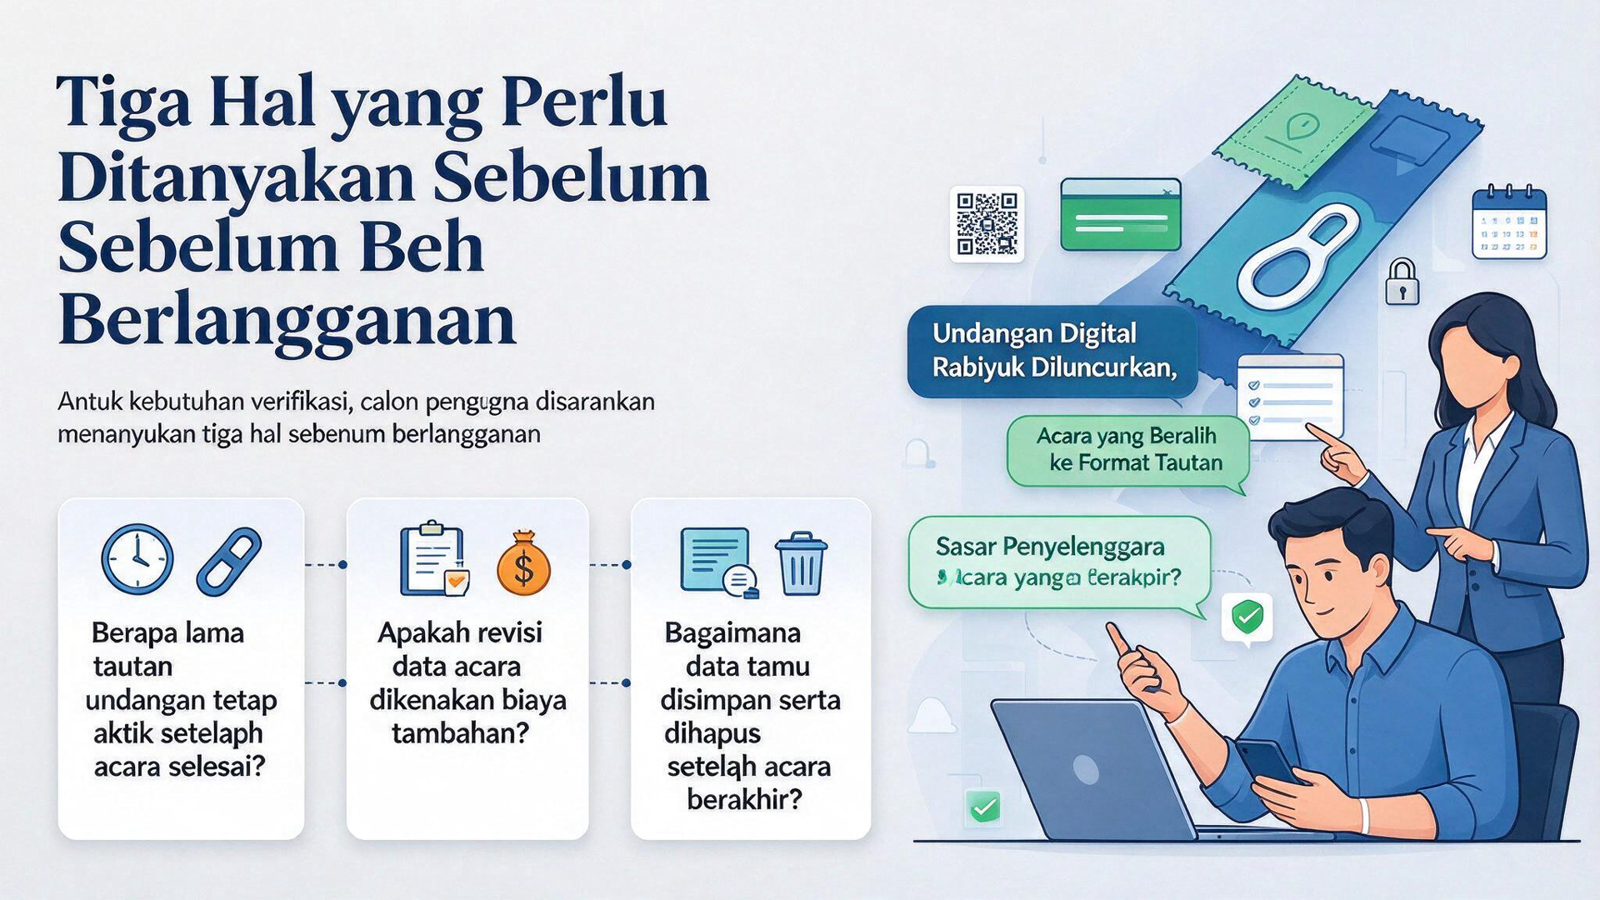 Tiga Hal yang Perlu
Ditanyakan Sebelum
Sebelum Beh
Berlangganan
Antuk kebutuhan verifikasi, calon pengugna disarankan
menanyukan tiga hal sebenum berlangganan
Berapa lama
tautan
undangan tetap
aktik setelaph
acara selesai?
Apakah revisi
data acara
dikenakan biaya
tambahan?
Bagaimana
data tamu
disimpan serta
dihapus
setelqh acara
berakhir?
Undangan Digital
Rabiyuk Diluncurkan,
Acara yang Beralih
ke Format Tautan
Sasar Penyelenggara